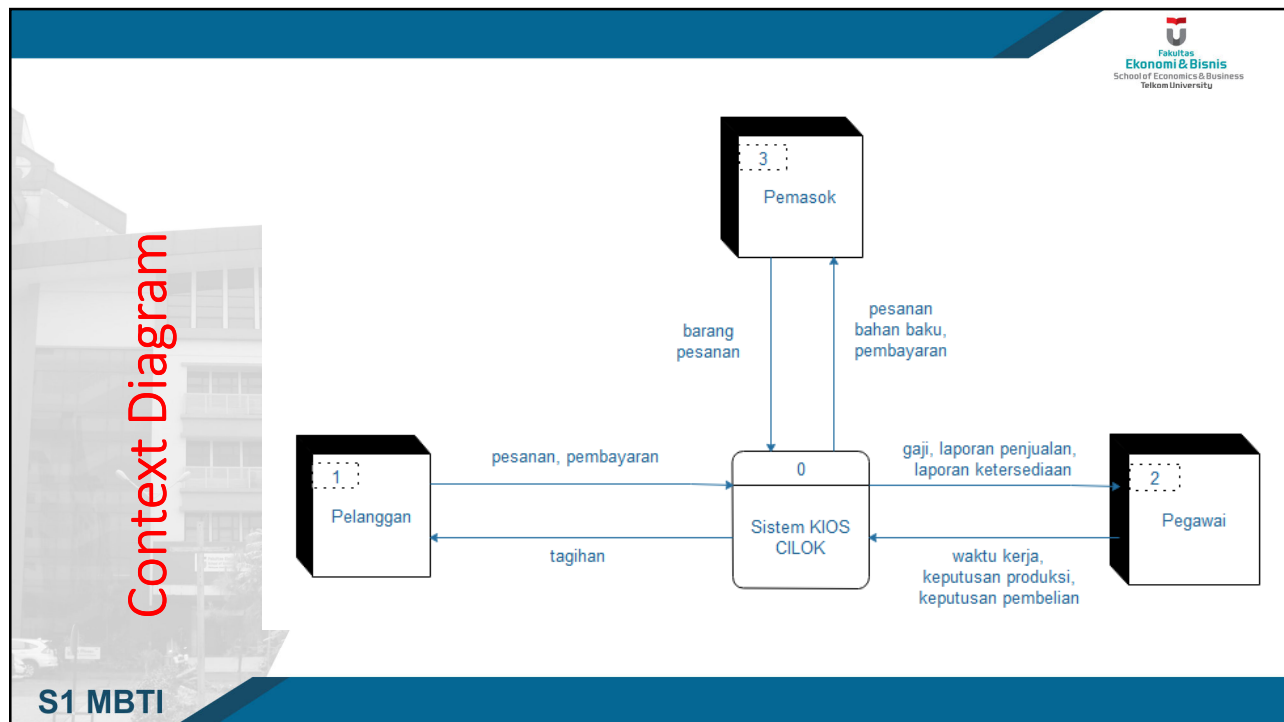 Fakultas
Ekonomi & Bisnis
School of Economics & Business
Telkom University
Context Diagram
3
Pemasok
barang
pesanan
pesanan
bahan baku,
pembayaran
1
Pelanggan
pesanan, pembayaran
tagihan
0
Sistem KIOS
CILOK
gaji, laporan penjualan,
laporan ketersediaan
waktu kerja,
keputusan produksi,
keputusan pembelian
2
Pegawai
S1 MBTI